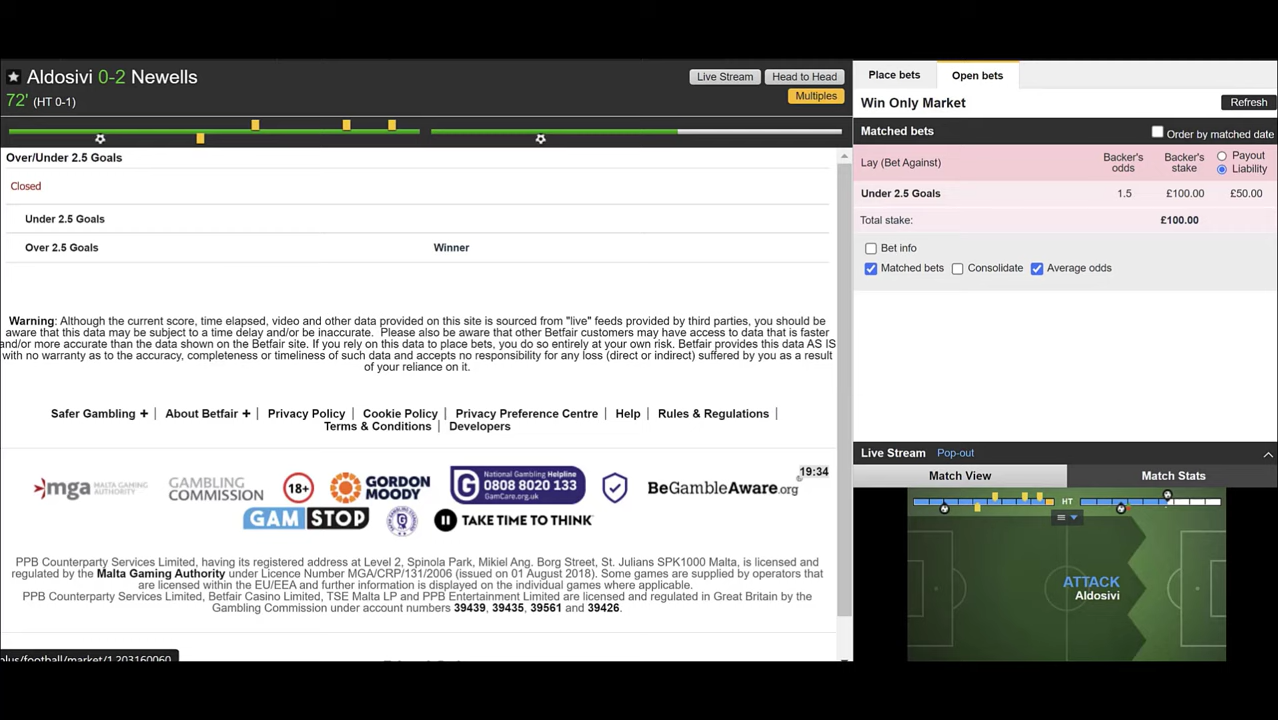 Aldosivi 0-2 Newells
72' (HT 0-1)
Live Stream
Head to Head
Multiples
Over/Under 2.5 Goals
Closed
Under 2.5 Goals
Over 2.5 Goals Winner
Warning: Although the current score, time elapsed, video and other data provided on this site is sourced from "live" feeds provided by third parties, you should be
aware that this data may be subject to a time delay and/or be inaccurate. Please also be aware that other Betfair customers may have access to data that is faster
and/or more accurate than the data shown on the Betfair site. If you rely on this data to place bets, you do so entirely at your own risk. Betfair provides this data AS IS
with no warranty as to the accuracy, completeness or timeliness of such data and accepts no responsibility for any loss (direct or indirect) suffered by you as a result
of your reliance on it.
Safer Gambling + | About Betfair + | Privacy Policy | Cookie Policy | Privacy Preference Centre | Help | Rules & Regulations |
Terms & Conditions | Developers
mga MALTA GAMING AUTHORITY
GAMBLING COMMISSION
18+
GORDON MOODY
National Gambling Helpline
0808 8020 133
GamCare.org.uk
BeGambleAware.org
19:34
GAMSTOP
TAKE TIME TO THINK
PPB Counterparty Services Limited, having its registered address at Level 2, Spinola Park, Mikiel Ang. Borg Street, St. Julians SPK1000 Malta, is licensed and
regulated by the Malta Gaming Authority under Licence Number MGA/CRP/131/2006 (issued on 01 August 2018). Some games are supplied by operators that
are licensed within the EU/EEA and further information is displayed on the individual games where applicable.
PPB Counterparty Services Limited, Betfair Casino Limited, TSE Malta LP and PPB Entertainment Limited are licensed and regulated in Great Britain by the
Gambling Commission under account numbers 39439, 39435, 39561 and 39426.
plus/football/market/1.203160060
Place bets
Open bets
Win Only Market
Refresh
Matched bets
Order by matched date
Lay (Bet Against)
Backer's odds
Backer's stake
Payout
Liability
Under 2.5 Goals 1.5 £100.00 £50.00
Total stake: £100.00
Bet info
Matched bets
Consolidate
Average odds
Live Stream Pop-out
Match View
Match Stats
HT
ATTACK
Aldosivi